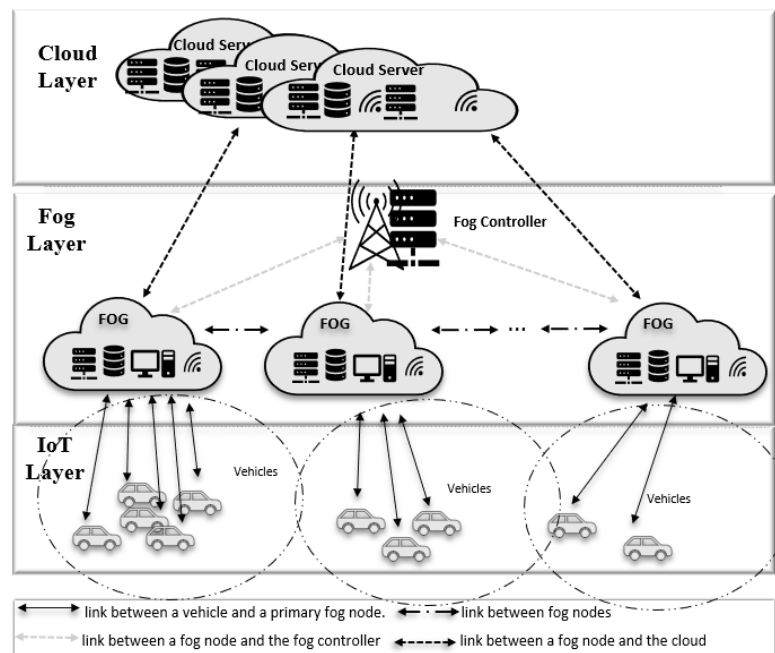 Cloud
Layer
Cloud Serv
Cloud Serv
Cloud Server
Fog
Layer
Fog Controller
FOG
FOG
...
FOG
IoT
Layer
Vehicles
Vehicles
Vehicles
link between a vehicle and a primary fog node.
link between fog nodes
link between a fog node and the fog controller
link between a fog node and the cloud